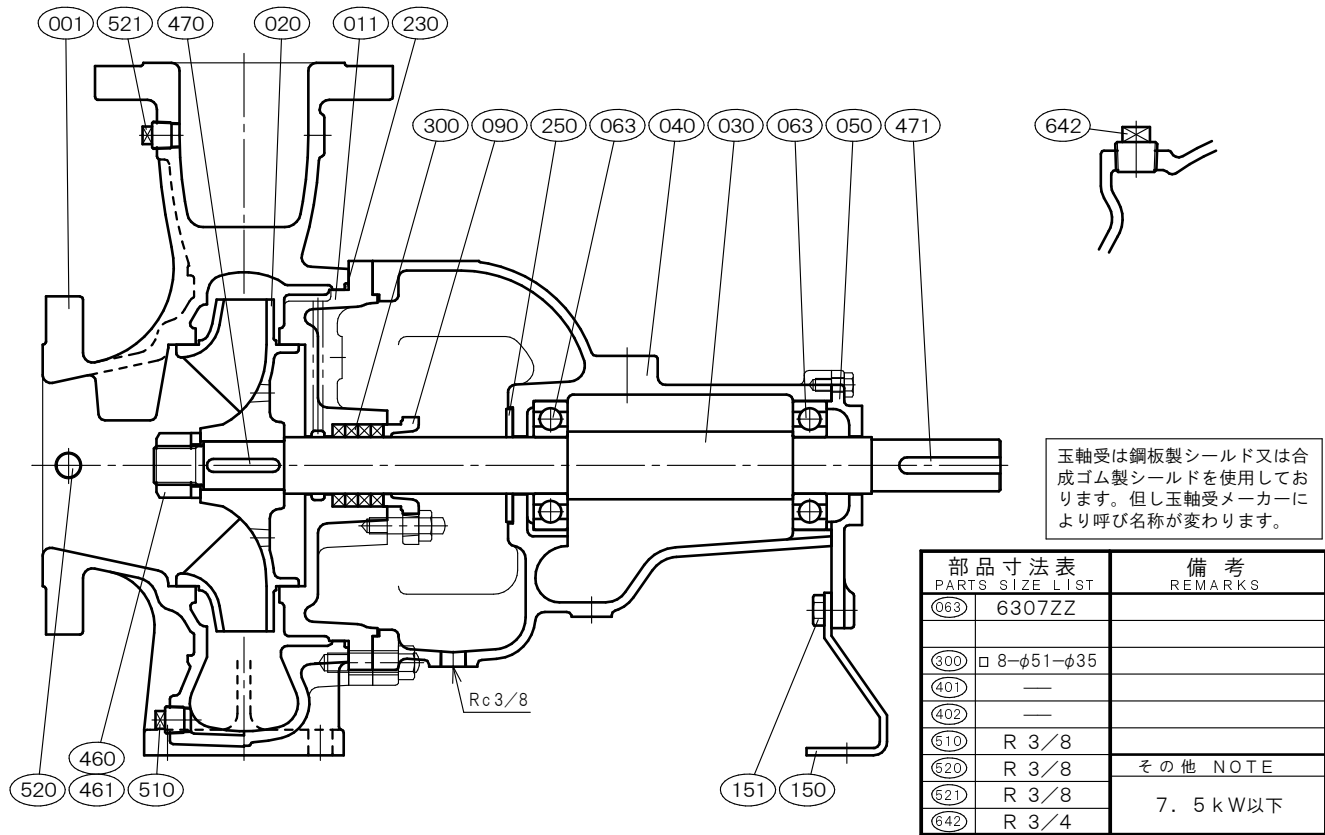 001 521 470 020 011 230
300 090 250 063 040 030 063 050 471
642
玉軸受は鋼板製シールド又は合
成ゴム製シールドを使用してお
ります。但し玉軸受メーカーに
より呼び名称が変わります。
Rc3/8
460
520 461 510
151 150
部品寸法表 備考
PARTS SIZE LIST REMARKS
063 6307ZZ
300 □ 8-φ51-φ35
401 —
402 —
510 R 3/8
520 R 3/8 その他 NOTE
521 R 3/8 7. 5kW以下
642 R 3/4